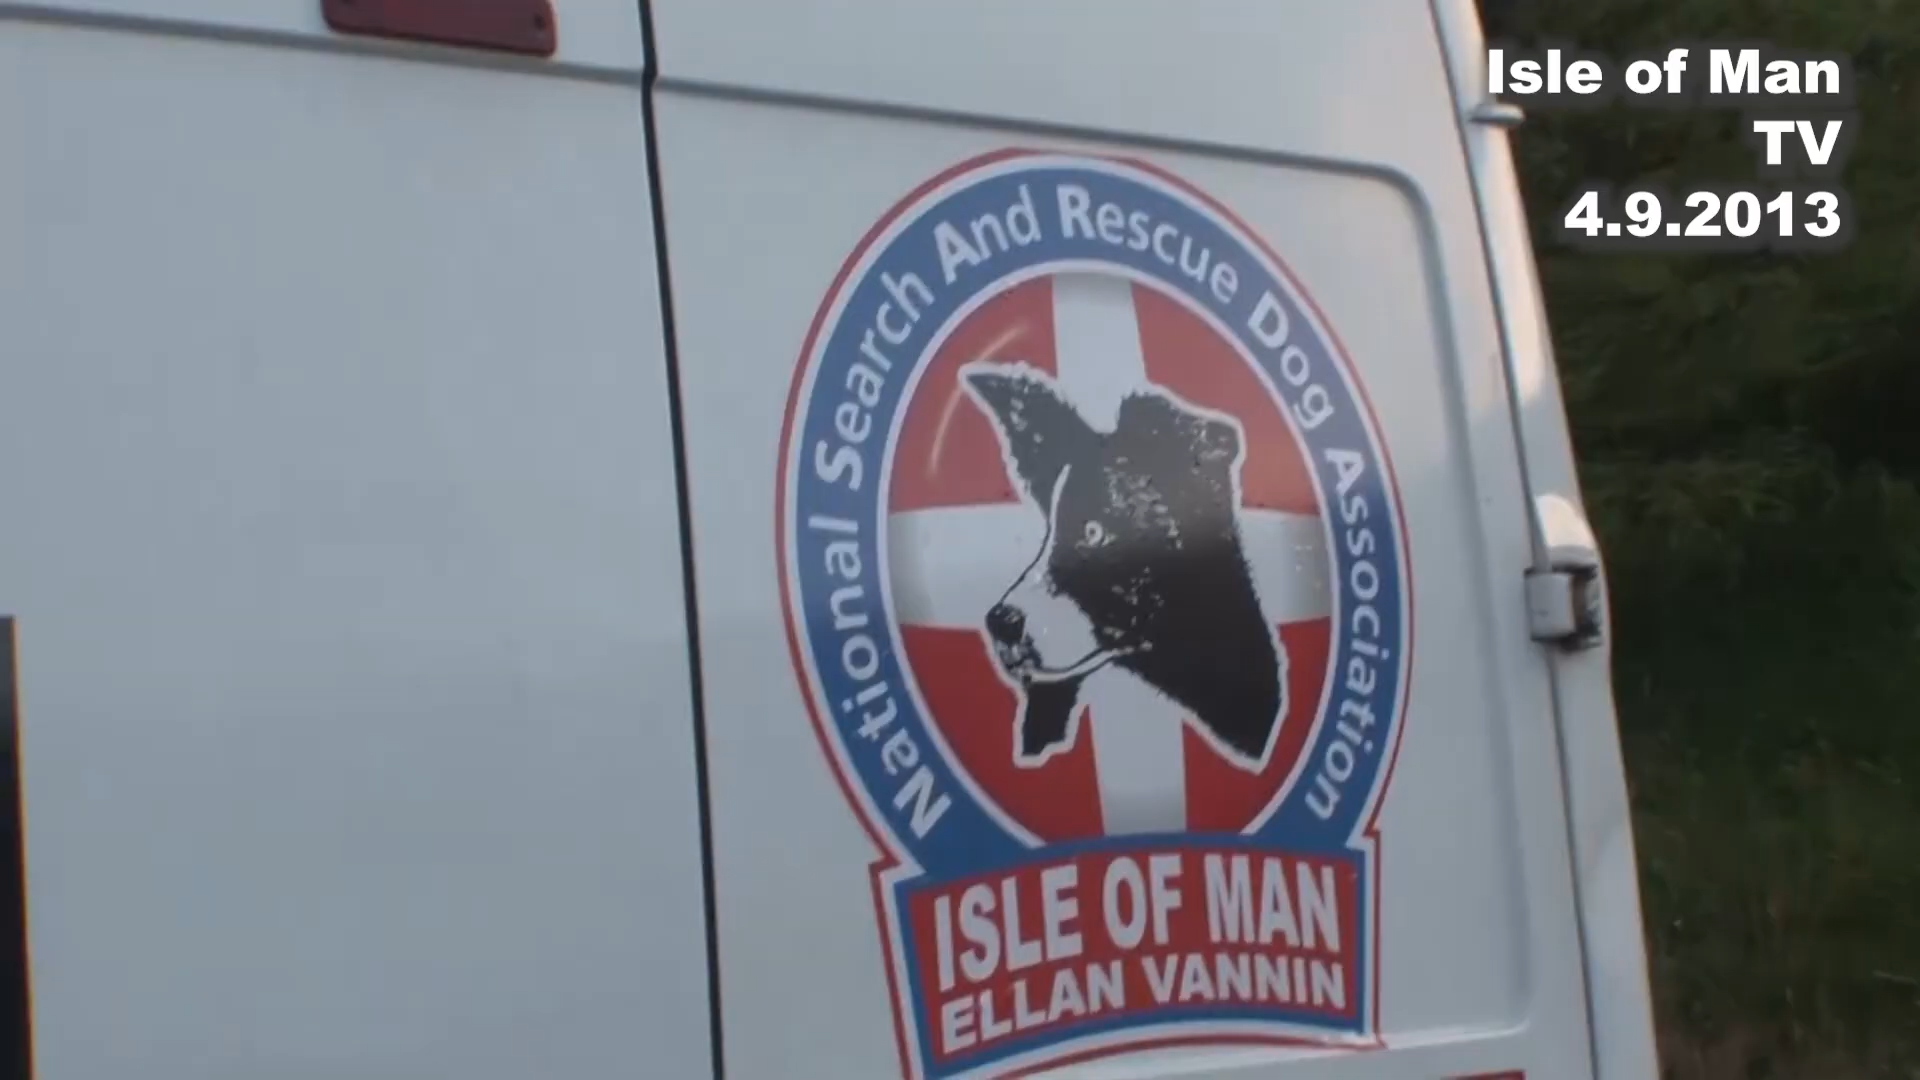 Isle of Man
TV
4.9.2013
National Search And Rescue Dog Association
ISLE OF MAN
ELLAN VANNIN